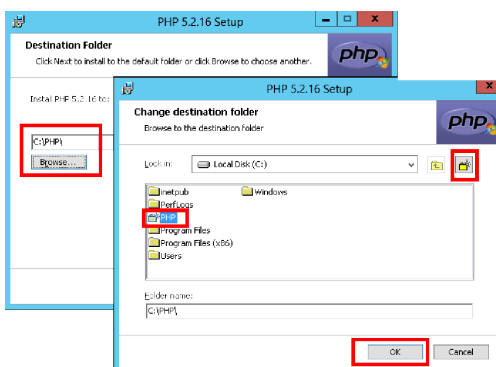 PHP 5.2.16 Setup
Destination Folder
Click Next to install to the default folder or click Browse to choose another.
php
Install PHP 5.2.16 to:
C:\PHP\
Browse...
PHP 5.2.16 Setup
Change destination folder
Browse to the destination folder
php
Look in:
Local Disk (C:)
inetpub
Windows
PerfLogs
PHP
Program Files
Program Files (x86)
Users
Folder name:
C:\PHP\
OK
Cancel